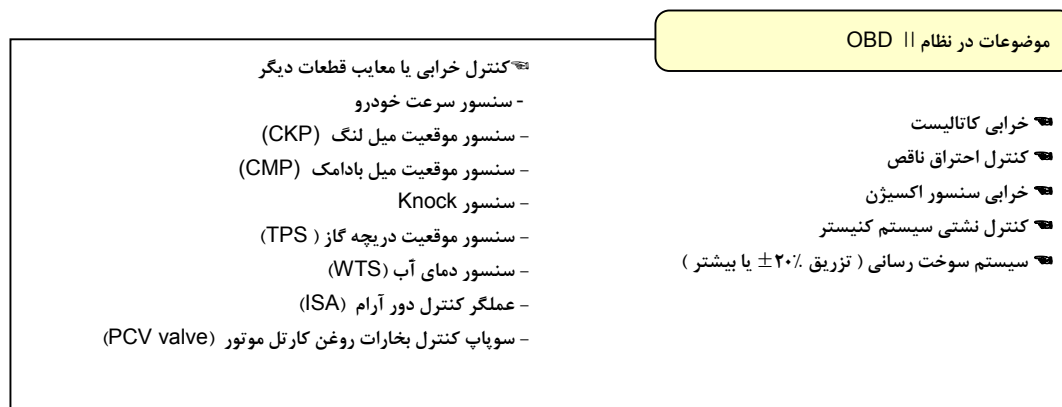 موضوعات در نظام OBD II
☚ خرابی کاتالیست
☚ کنترل احتراق ناقص
☚ خرابی سنسور اکسیژن
☚ کنترل نشتی سیستم کنیستر
☚ سیستم سوخت رسانی ( تزریق ۲۰٪± یا بیشتر )
☜کنترل خرابی یا معایب قطعات دیگر
- سنسور سرعت خودرو
– سنسور موقعیت میل لنگ (CKP)
– سنسور موقعیت میل بادامک (CMP)
– سنسور Knock
– سنسور موقعیت دریچه گاز ( TPS)
– سنسور دمای آب (WTS)
– عملگر کنترل دور آرام (ISA)
– سوپاپ کنترل بخارات روغن کارتل موتور (PCV valve)